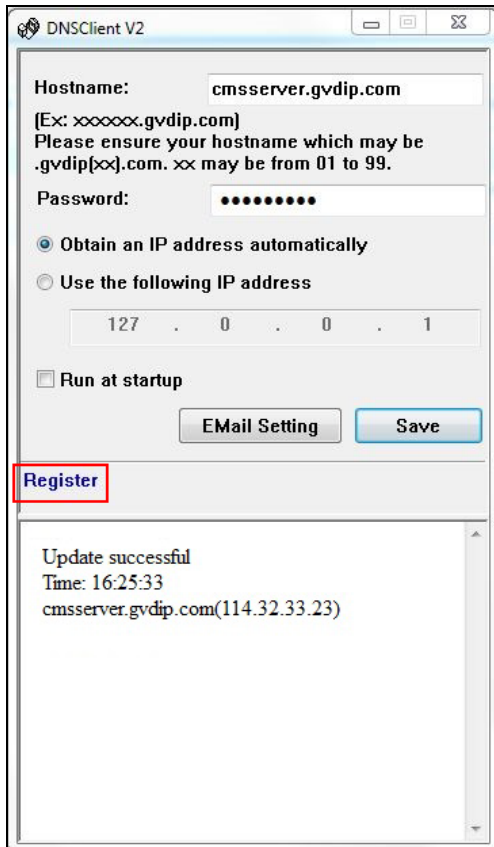 DNSClient V2
Hostname: cmsserver.gvdip.com
(Ex: xxxxxx.gvdip.com)
Please ensure your hostname which may be
.gvdip(xx).com. xx may be from 01 to 99.
Password: •••••••••
Obtain an IP address automatically
Use the following IP address
127 . 0 . 0 . 1
Run at startup
EMail Setting Save
Register
Update successful
Time: 16:25:33
cmsserver.gvdip.com(114.32.33.23)